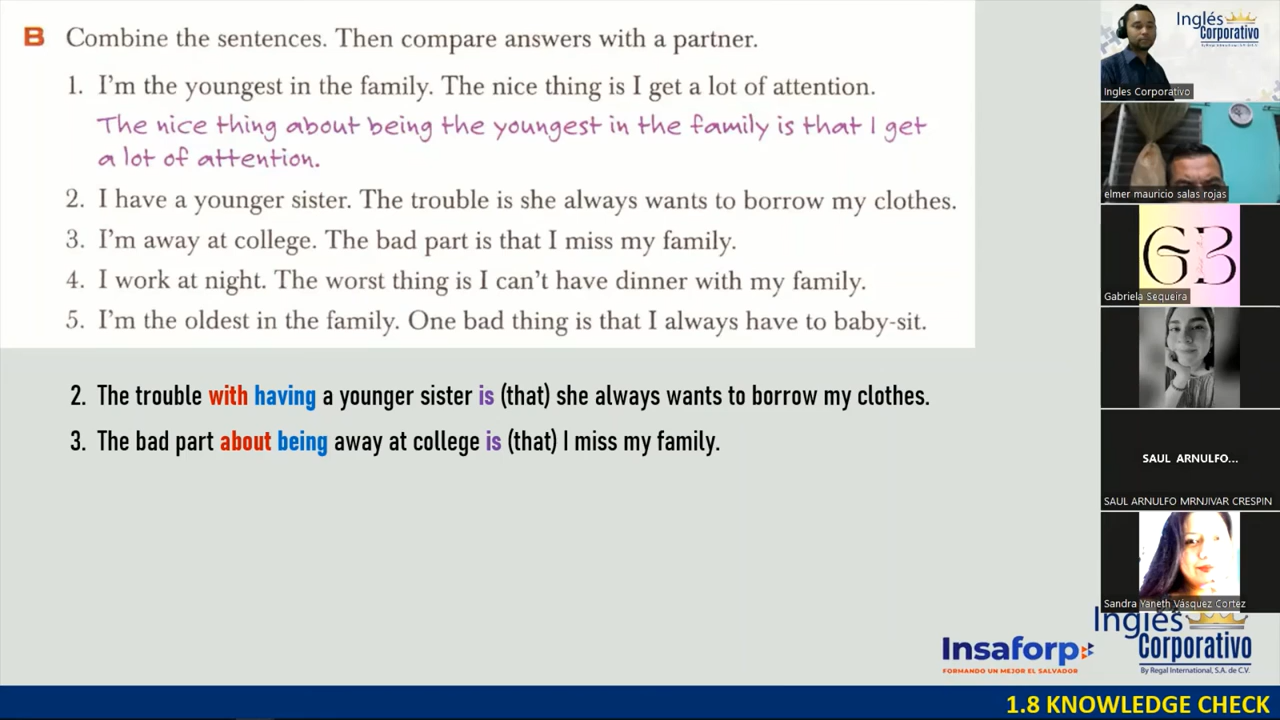 B Combine the sentences. Then compare answers with a partner.
1. I'm the youngest in the family. The nice thing is I get a lot of attention.
The nice thing about being the youngest in the family is that I get
a lot of attention.
2. I have a younger sister. The trouble is she always wants to borrow my clothes.
3. I'm away at college. The bad part is that I miss my family.
4. I work at night. The worst thing is I can't have dinner with my family.
5. I'm the oldest in the family. One bad thing is that I always have to baby-sit.
2. The trouble with having a younger sister is (that) she always wants to borrow my clothes.
3. The bad part about being away at college is (that) I miss my family.
Inglés
Corporativo
Ingles Corporativo
elmer mauricio salas rojas
GB
Gabriela Sequeira
SAUL ARNULFO...
SAUL ARNULFO MRNJIVAR CRESPIN
Sandra Yaneth Vásquez Cortez
Insaforp
FORMANDO UN MEJOR EL SALVADOR
Inglés
Corporativo
By Regal International, S.A. de C.V.
1.8 KNOWLEDGE CHECK